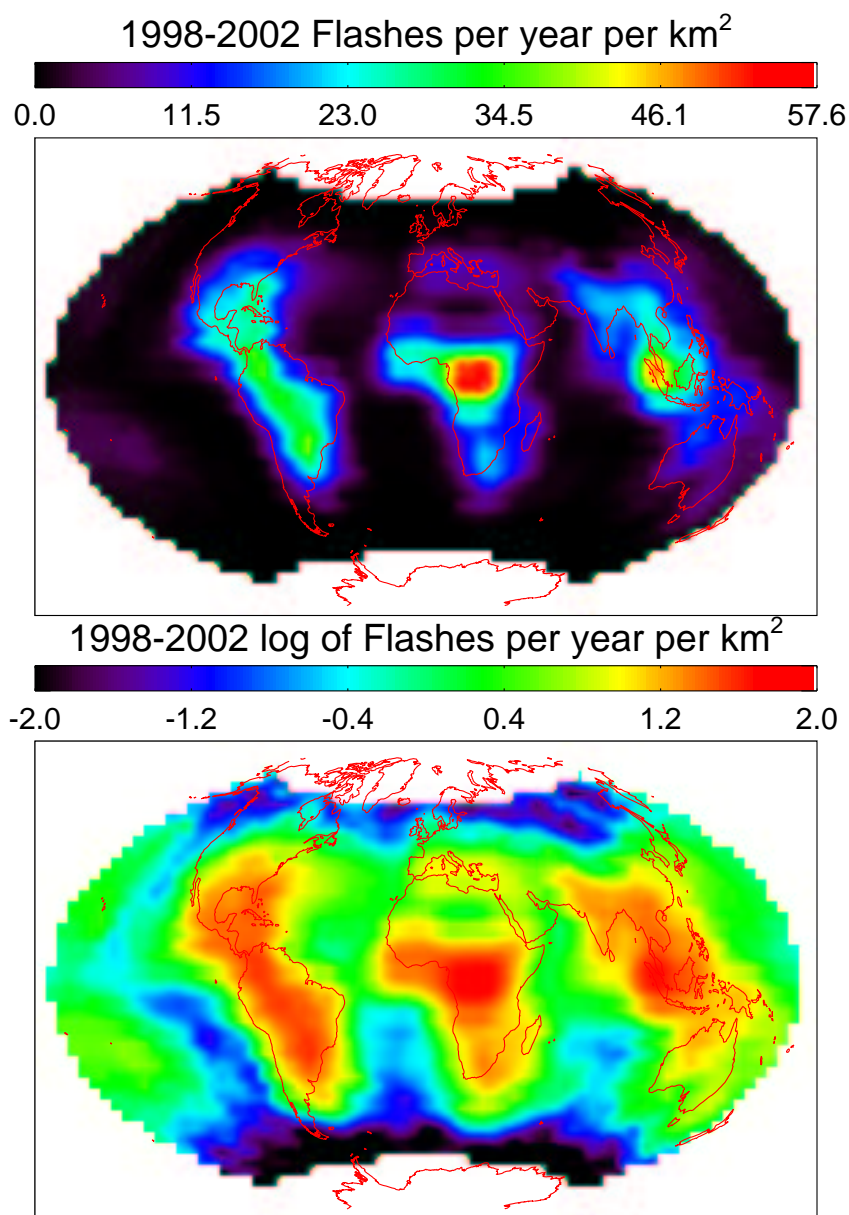 1998-2002 Flashes per year per km²
0.0 11.5 23.0 34.5 46.1 57.6
1998-2002 log of Flashes per year per km²
-2.0 -1.2 -0.4 0.4 1.2 2.0